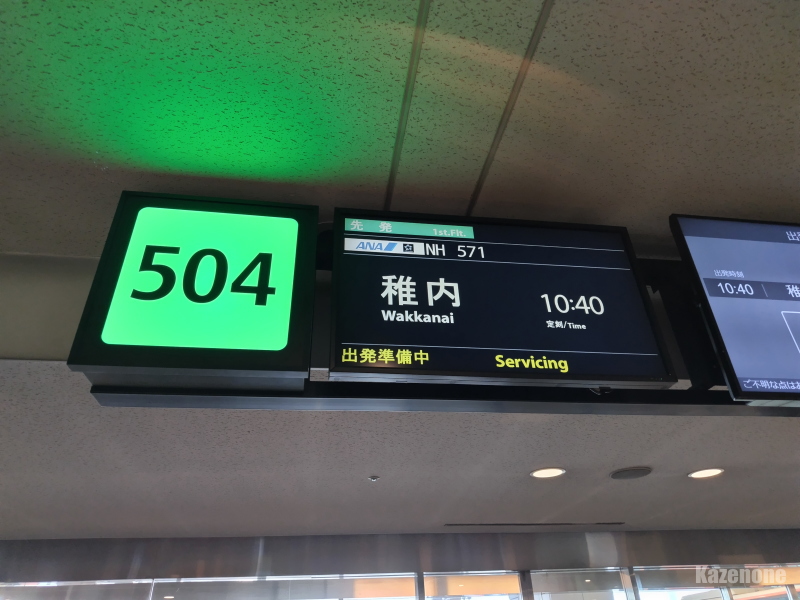 504
先発 1st.Flt.
ANA NH 571
稚内 10:40
Wakkanai 定刻/Time
出発準備中 Servicing
出発時刻
10:40
ご不明な点は
Kazenone